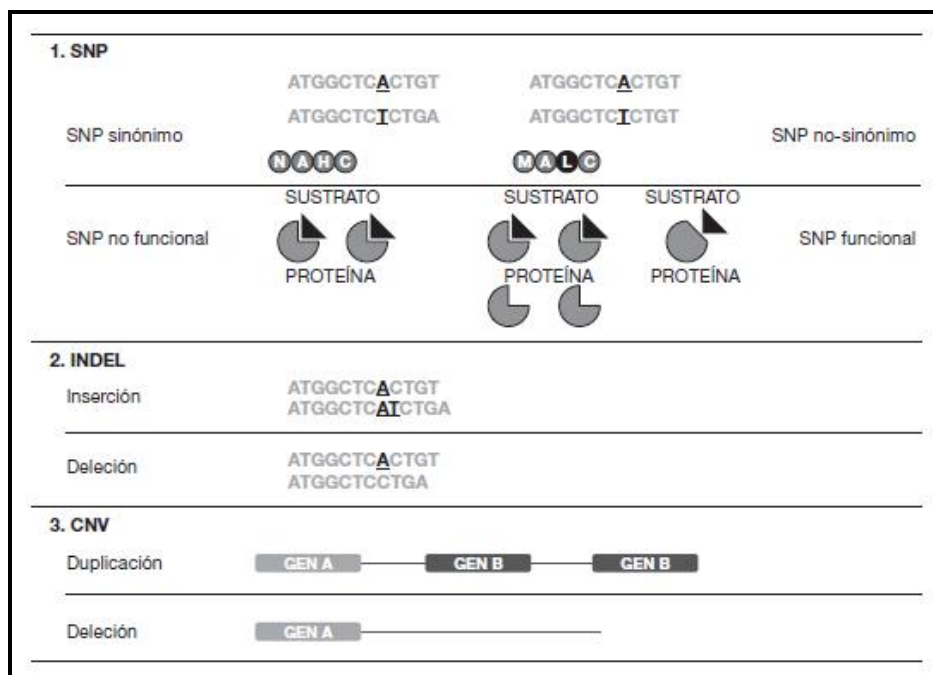 1. SNP
ATGGCTCACTGT ATGGCTCACTGT
ATGGCTCTCTGA ATGGCTCTCTGT
SNP sinónimo SNP no-sinónimo
NAHC MALC
SUSTRATO SUSTRATO SUSTRATO
SNP no funcional SNP funcional
PROTEÍNA PROTEÍNA PROTEÍNA
2. INDEL
Inserción
ATGGCTCACTGT
ATGGCTCATCTGA
Deleción
ATGGCTCACTGT
ATGGCTCCTGA
3. CNV
Duplicación GEN A GEN B GEN B
Deleción GEN A